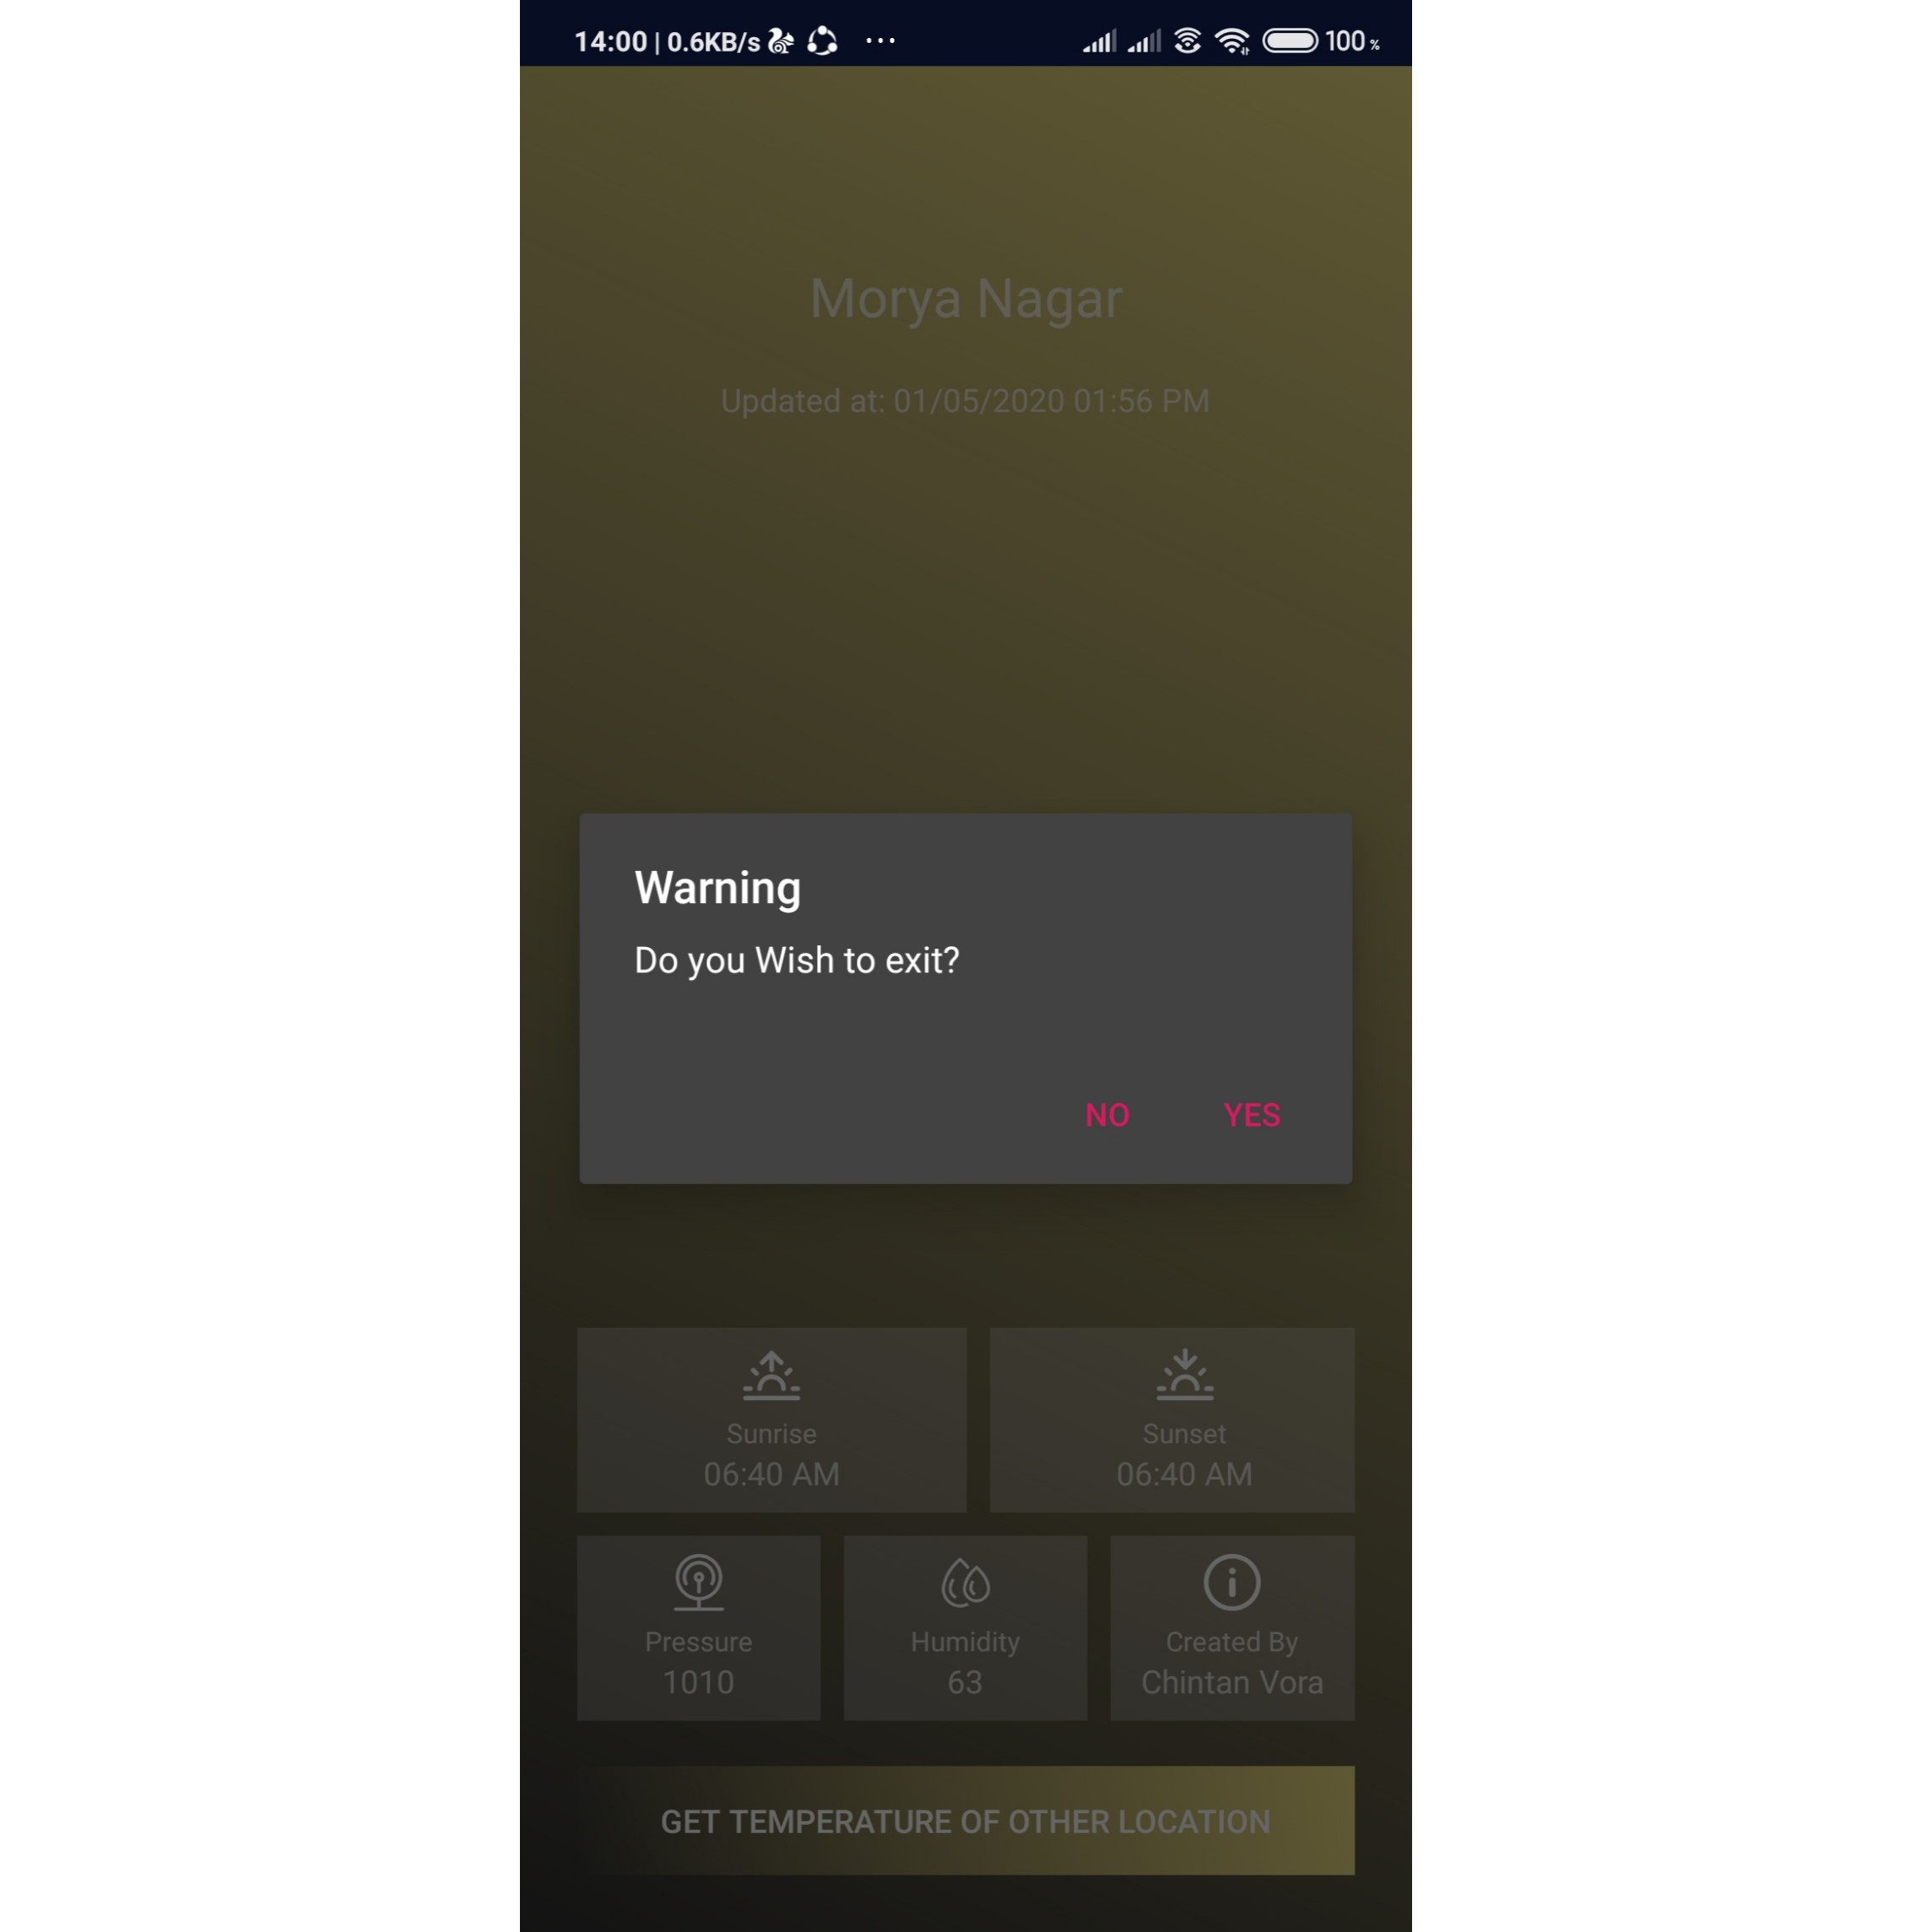 14:00 | 0.6KB/s ... 100 %
Morya Nagar
Updated at: 01/05/2020 01:56 PM
Warning
Do you Wish to exit?
NO YES
Sunrise Sunset
06:40 AM 06:40 AM
Pressure Humidity Created By
1010 63 Chintan Vora
GET TEMPERATURE OF OTHER LOCATION